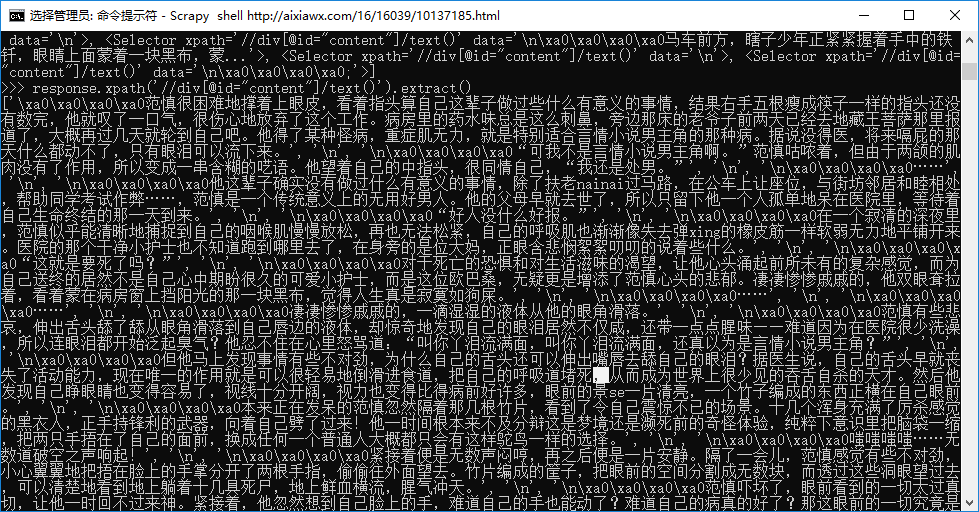 选择管理员: 命令提示符 - Scrapy  shell http://aixiawx.com/16/16039/10137185.html
 data='\n'>, <Selector xpath='//div[@id="content"]/text()' data='\n\xa0\xa0\xa0\xa0马车前方，瞎子少年正紧紧握着手中的铁
钎，眼睛上面蒙着一块黑布，蒙...'>, <Selector xpath='//div[@id="content"]/text()' data='\n'>, <Selector xpath='//div[@id="c
ontent"]/text()' data='\n\xa0\xa0\xa0\xa0;'>]
>>> response.xpath('//div[@id="content"]/text()').extract()
['\xa0\xa0\xa0\xa0范慎很困难地撑着上眼皮，看着指头算自己这辈子做过些什么有意义的事情，结果右手五根瘦成筷子一样的指头还没
有数完，他就叹了一口气，很伤心地放弃了这个工作。病房里的药水味总是这么刺鼻，旁边那床的老爷子前两天已经去地藏王菩萨那里报
道了，大概再过几天就轮到自己吧。他得了某种怪病，重症肌无力，就是特别适合言情小说男主角的那种病。据说没得医，将来嗝屁的那
天什么都动不了，只有眼泪可以流下来。', '\n', '\n\xa0\xa0\xa0\xa0“可我不是言情小说男主角啊。”范慎咕哝着，但由于两颌的肌
肉没有了作用，所以变成一串含糊的呓语。他望着自己的中指头，很同情自己，“我还是处男。”', '\n', '\n\xa0\xa0\xa0\xa0……'
, '\n', '\n\xa0\xa0\xa0\xa0他这辈子确实没有做过什么有意义的事情，除了扶老nainai过马路，在公车上让座位，与街坊邻居和睦相处
，帮助同学考试作弊……，范慎是一个传统意义上的无用好男人。他的父母早就去世了，所以只留下他一个人孤单地呆在医院里，等待着
自己生命终结的那一天到来。', '\n', '\n\xa0\xa0\xa0\xa0“好人没什么好报。”', '\n', '\n\xa0\xa0\xa0\xa0在一个寂清的深夜里
，范慎似乎能清晰地捕捉到自己的咽喉肌慢慢放松，再也无法松紧，自己的呼吸肌也渐渐像失去弹xing的橡皮筋一样软弱无力地平铺开来
。医院的那个干净小护士也不知道跑到哪里去了，在身旁的是位大妈，正眼含悲悯絮絮叨叨的说着些什么。', '\n', '\n\xa0\xa0\xa0\xa
0“这就是要死了吗？”', '\n', '\n\xa0\xa0\xa0\xa0对于死亡的恐惧和对生活滋味的渴望，让他心头涌起前所未有的复杂感觉，而为
自己送终的居然不是自己心中期盼很久的可爱小护士，而是这位欧巴桑，无疑更是增添了范慎心头的悲郁。凄凄惨惨戚戚的，他双眼耷拉
着，看着蒙在病房窗上挡阳光的那一块黑布，觉得人生真是寂寞如狗屎。', '\n', '\n\xa0\xa0\xa0\xa0……', '\n', '\n\xa0\xa0\xa0\x
a0……', '\n', '\n\xa0\xa0\xa0\xa0凄凄惨惨戚戚的，一滴湿湿的液体从他的眼角滑落。', '\n', '\n\xa0\xa0\xa0\xa0范慎有些悲
哀，伸出舌头舔了舔从眼角滑落到自己唇边的液体，却惊奇地发现自己的眼泪居然不仅咸，还带一点点腥味——难道因为在医院很少洗澡
，所以连眼泪都开始泛起臭气？他忍不住在心里怒骂道：“叫你丫泪流满面，叫你丫泪流满面，还真以为是言情小说男主角了？', '\n',
 '\n\xa0\xa0\xa0\xa0但他马上发现事情有些不对劲，为什么自己的舌头还可以伸出嘴唇去舔自己的眼泪？据医生说，自己的舌头早就丧
失了活动能力，现在唯一的作用就是可以很轻易地倒滑进食道，把自己的呼吸道堵死，从而成为世界上很少见的吞舌自杀的天才。然后他
发现自己睁眼睛也变得容易了，视线十分开阔，视力也变得比得病前好许多，眼前的景se一片清亮，一个竹子编成的东西正横在自己眼前
。', '\n', '\n\xa0\xa0\xa0\xa0本来正在发呆的范慎忽然隔着那几根竹片，看到了令自己震惊不已的场景。十几个浑身充满了厉杀感觉
的黑衣人，正手持锋利的武器，向着自己劈了过来！他一时间根本来不及分辩这是梦境还是濒死前的奇怪体验，纯粹下意识里把脑袋一缩
，把两只手捂在了自己的面前，换成任何一个普通人大概都只会有这样鸵鸟一样的选择。', '\n', '\n\xa0\xa0\xa0\xa0嗤嗤嗤嗤……无
数道破空之声响起！', '\n', '\n\xa0\xa0\xa0\xa0紧接着便是无数声闷哼，再之后便是一片安静。隔了一会儿，范慎感觉有些不对劲，
小心翼翼地把捂在脸上的手掌分开了两根手指，偷偷往外面望去。竹片编成的筐子，把眼前的空间分割成无数块，而透过这些洞眼望过去
，可以清楚地看到地上躺着十几具死尸，地上鲜血横流，腥气冲天。', '\n', '\n\xa0\xa0\xa0\xa0范慎吓坏了，眼前看到的一切太过真
切，让他一时回不过来神。紧接着，他忽然想到自己脸上的手，难道自己的手也能动了？难道自己的病真的好了？那这眼前的一切究竟是